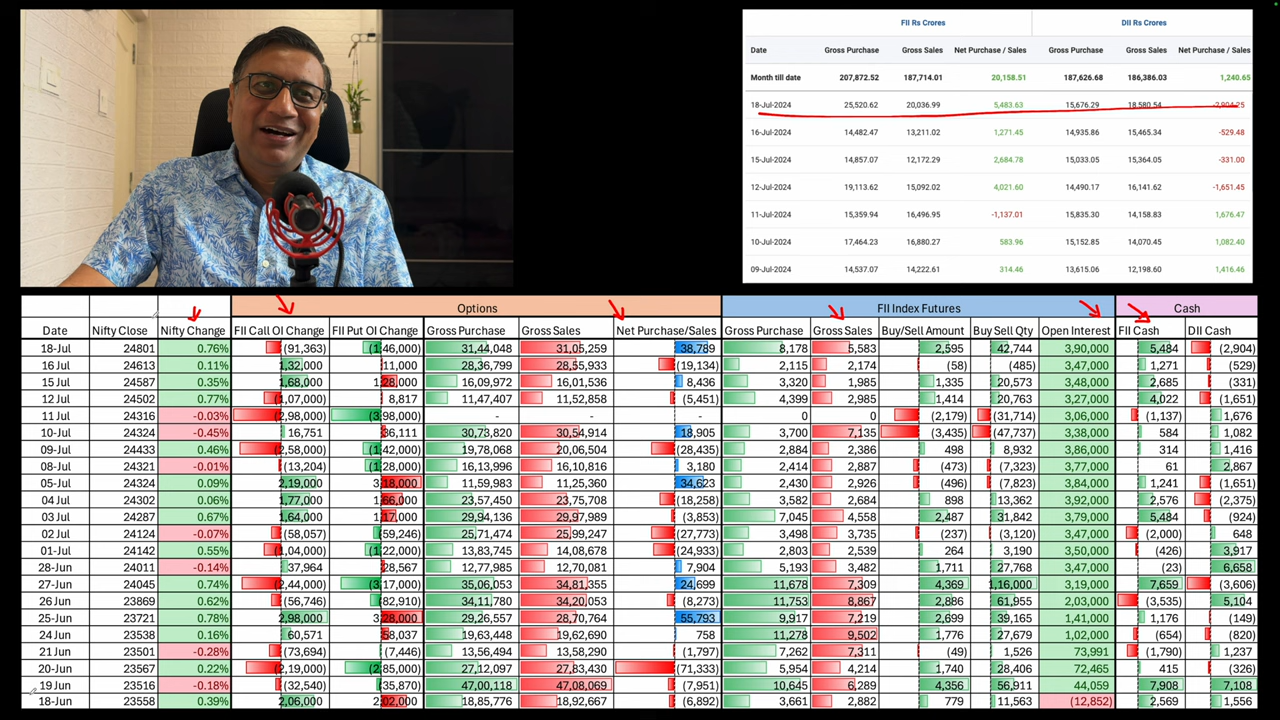 FII Rs Crores DII Rs Crores
Date Gross Purchase Gross Sales Net Purchase / Sales Gross Purchase Gross Sales Net Purchase / Sales
Month till date 207,872.52 187,714.01 20,158.51 187,626.68 186,386.03 1,240.65
18-Jul-2024 25,520.62 20,036.99 5,483.63 15,676.29 18,580.54 -2,904.25
16-Jul-2024 14,482.47 13,211.02 1,271.45 14,935.86 15,465.34 -529.48
15-Jul-2024 14,857.07 12,172.29 2,684.78 15,033.05 15,364.05 -331.00
12-Jul-2024 19,113.62 15,092.02 4,021.60 14,490.17 16,141.62 -1,651.45
11-Jul-2024 15,359.94 16,496.95 -1,137.01 15,835.30 14,158.83 1,676.47
10-Jul-2024 17,464.23 16,880.27 583.96 15,152.85 14,070.45 1,082.40
09-Jul-2024 14,537.07 14,222.61 314.46 13,615.06 12,198.60 1,416.46
Options FII Index Futures Cash
Date Nifty Close Nifty Change FII Call OI Change FII Put OI Change Gross Purchase Gross Sales Net Purchase/Sales Gross Purchase Gross Sales Buy/Sell Amount Buy Sell Qty Open Interest FII Cash DII Cash
18-Jul 24801 0.76% (91,363) (1,46,000) 31,44,048 31,05,259 38,789 8,178 5,583 2,595 42,744 3,90,000 5,484 (2,904)
16 Jul 24613 0.11% 1,32,000 11,000 28,36,799 28,55,933 (19,134) 2,115 2,174 (58) (485) 3,47,000 1,271 (529)
15 Jul 24587 0.35% 1,68,000 1,28,000 16,09,972 16,01,536 8,436 3,320 1,985 1,335 20,573 3,48,000 2,685 (331)
12 Jul 24502 0.77% (1,07,000) 8,817 11,47,407 11,52,858 (5,451) 4,399 2,985 1,414 20,763 3,27,000 4,022 (1,651)
11 Jul 24316 -0.03% (2,98,000) (3,98,000) - - - 0 0 (2,179) (31,714) 3,06,000 (1,137) 1,676
10-Jul 24324 -0.45% 16,751 36,111 30,73,820 30,54,914 18,905 3,700 7,135 (3,435) (47,737) 3,38,000 584 1,082
09-Jul 24433 0.46% (2,58,000) (1,42,000) 19,78,068 20,06,504 (28,435) 2,884 2,386 498 8,932 3,86,000 314 1,416
08-Jul 24321 -0.01% (13,204) (1,28,000) 16,13,996 16,10,816 3,180 2,414 2,887 (473) (7,323) 3,77,000 61 2,867
05-Jul 24324 0.09% 2,19,000 3,18,000 11,59,983 11,25,360 34,623 2,430 2,926 (496) (7,823) 3,84,000 1,241 (1,651)
04 Jul 24302 0.06% 1,77,000 1,66,000 23,57,450 23,75,708 (18,258) 3,582 2,684 898 13,362 3,92,000 2,576 (2,375)
03 Jul 24287 0.67% 1,64,000 1,17,000 29,94,136 29,97,989 (3,853) 7,045 4,558 2,487 31,842 3,79,000 5,484 (924)
02 Jul 24124 -0.07% (58,057) (59,246) 25,71,474 25,99,247 (27,773) 3,498 3,735 (237) (3,120) 3,47,000 (2,000) 648
01-Jul 24142 0.55% (1,04,000) (1,22,000) 13,83,745 14,08,678 (24,933) 2,803 2,539 264 3,190 3,50,000 (426) 3,917
28-Jun 24011 -0.14% 37,964 28,567 12,77,985 12,70,081 7,904 5,193 3,482 1,711 27,768 3,47,000 (23) 6,658
27-Jun 24045 0.74% (2,44,000) (3,17,000) 35,06,053 34,81,355 24,699 11,678 7,309 4,369 1,16,000 3,19,000 7,659 (3,606)
26 Jun 23869 0.62% (56,746) (82,910) 34,11,780 34,20,053 (8,273) 11,753 8,867 2,886 61,955 2,03,000 (3,535) 5,104
25-Jun 23721 0.78% 2,98,000 3,28,000 29,26,557 28,70,764 55,793 9,917 7,219 2,699 39,165 1,41,000 1,176 (149)
24 Jun 23538 0.16% 60,571 58,037 19,63,448 19,62,690 758 11,278 9,502 1,776 27,679 1,02,000 (654) (820)
21 Jun 23501 -0.28% (73,694) (7,446) 13,56,494 13,58,290 (1,797) 7,262 7,311 (49) 1,526 73,991 (1,790) 1,237
20-Jun 23567 0.22% (2,19,000) (2,85,000) 27,12,097 27,83,430 (71,333) 5,954 4,214 1,740 28,406 72,465 415 (326)
19 Jun 23516 -0.18% (32,540) (35,870) 47,00,118 47,08,069 (7,951) 10,645 6,289 4,356 56,911 44,059 7,908 7,108
18-Jun 23558 0.39% 2,06,000 2,02,000 18,85,776 18,92,667 (6,892) 3,661 2,882 779 11,563 (12,852) 2,569 1,556